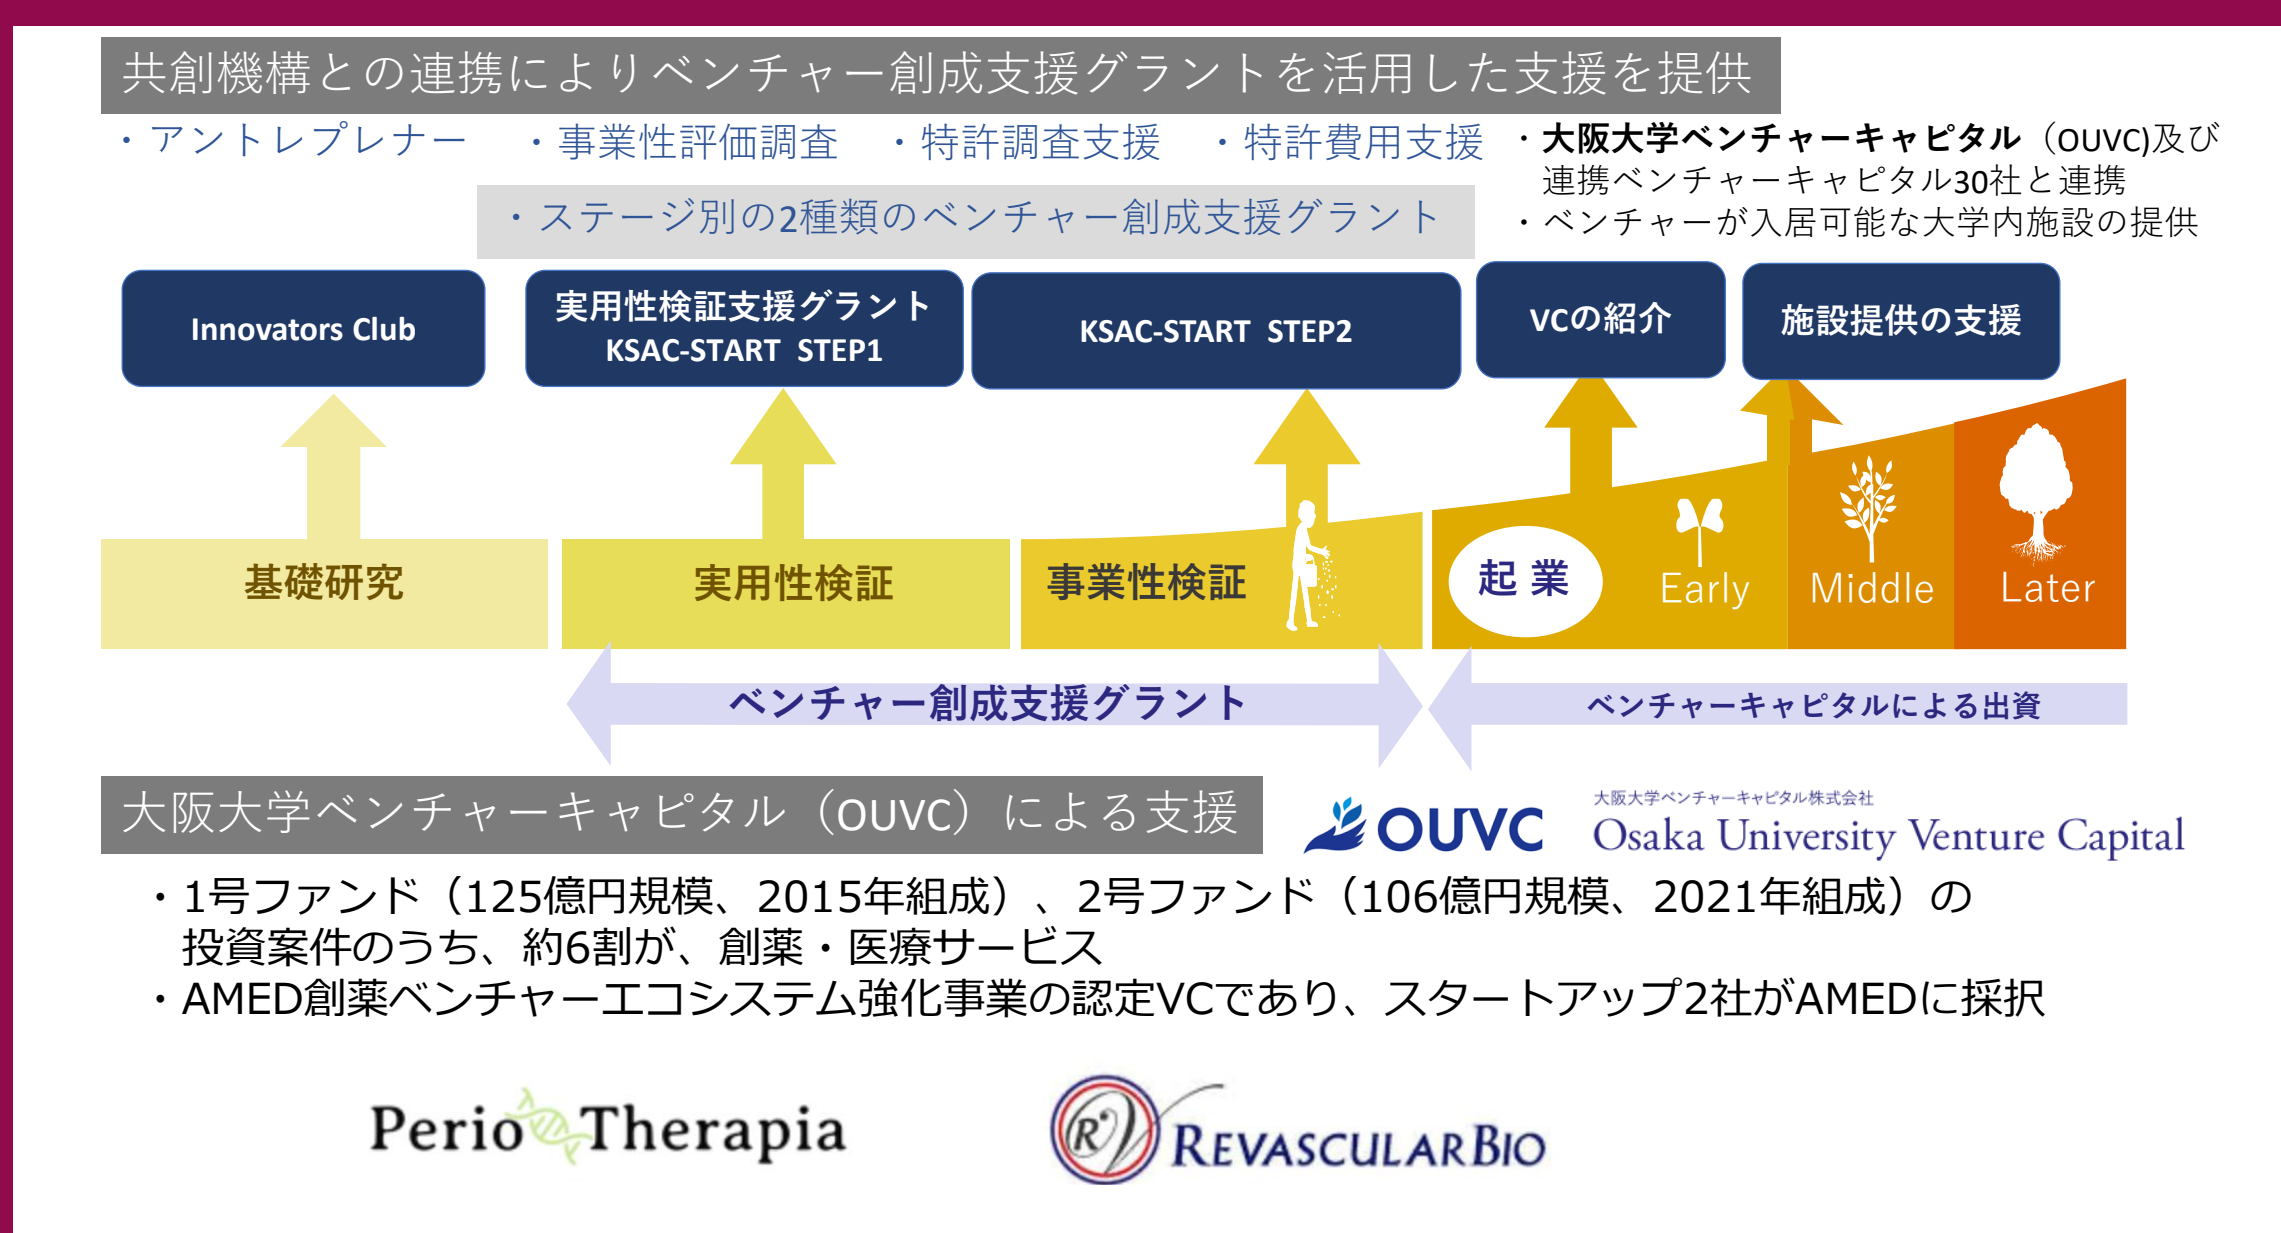 共創機構との連携によりベンチャー創成支援グラントを活用した支援を提供
・アントレプレナー ・事業性評価調査 ・特許調査支援 ・特許費用支援
・大阪大学ベンチャーキャピタル（OUVC)及び
連携ベンチャーキャピタル30社と連携
・ベンチャーが入居可能な大学内施設の提供
・ステージ別の2種類のベンチャー創成支援グラント
Innovators Club
実用性検証支援グラント
KSAC-START STEP1
KSAC-START STEP2
VCの紹介
施設提供の支援
基礎研究
実用性検証
事業性検証
起業
Early
Middle
Later
ベンチャー創成支援グラント
ベンチャーキャピタルによる出資
大阪大学ベンチャーキャピタル（OUVC）による支援
OUVC
大阪大学ベンチャーキャピタル株式会社
Osaka University Venture Capital
・1号ファンド（125億円規模、2015年組成）、2号ファンド（106億円規模、2021年組成）の
投資案件のうち、約6割が、創薬・医療サービス
・AMED創薬ベンチャーエコシステム強化事業の認定VCであり、スタートアップ2社がAMEDに採択
Perio Therapia
RV REVASCULARBIO